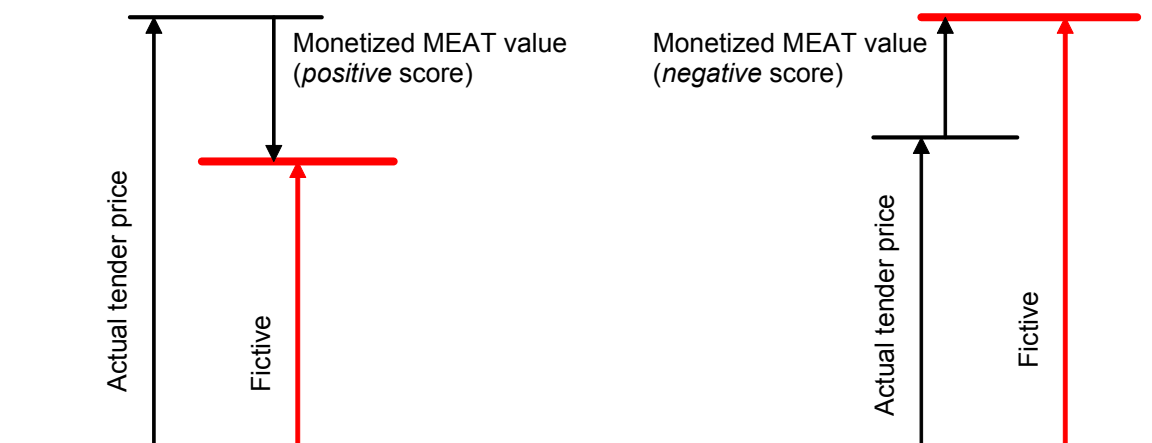 Monetized MEAT value
(positive score)
Actual tender price
Fictive
Monetized MEAT value
(negative score)
Actual tender price
Fictive